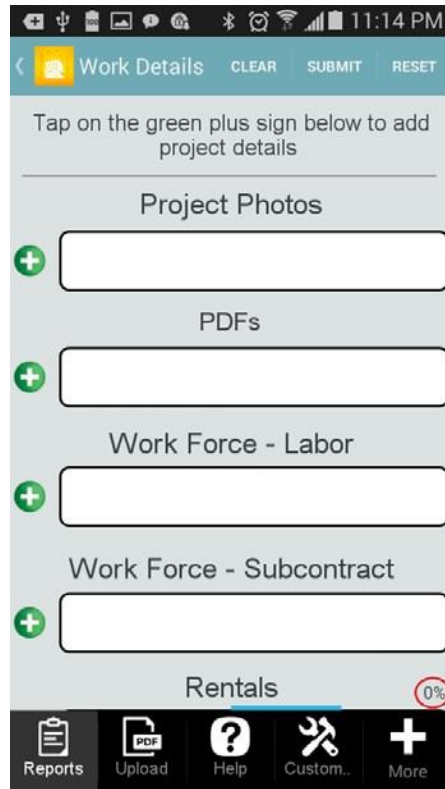 11:14 PM
Work Details CLEAR SUBMIT RESET
Tap on the green plus sign below to add
project details
Project Photos
PDFs
Work Force - Labor
Work Force - Subcontract
Rentals
0%
PDF
Reports Upload Help Custom.. More